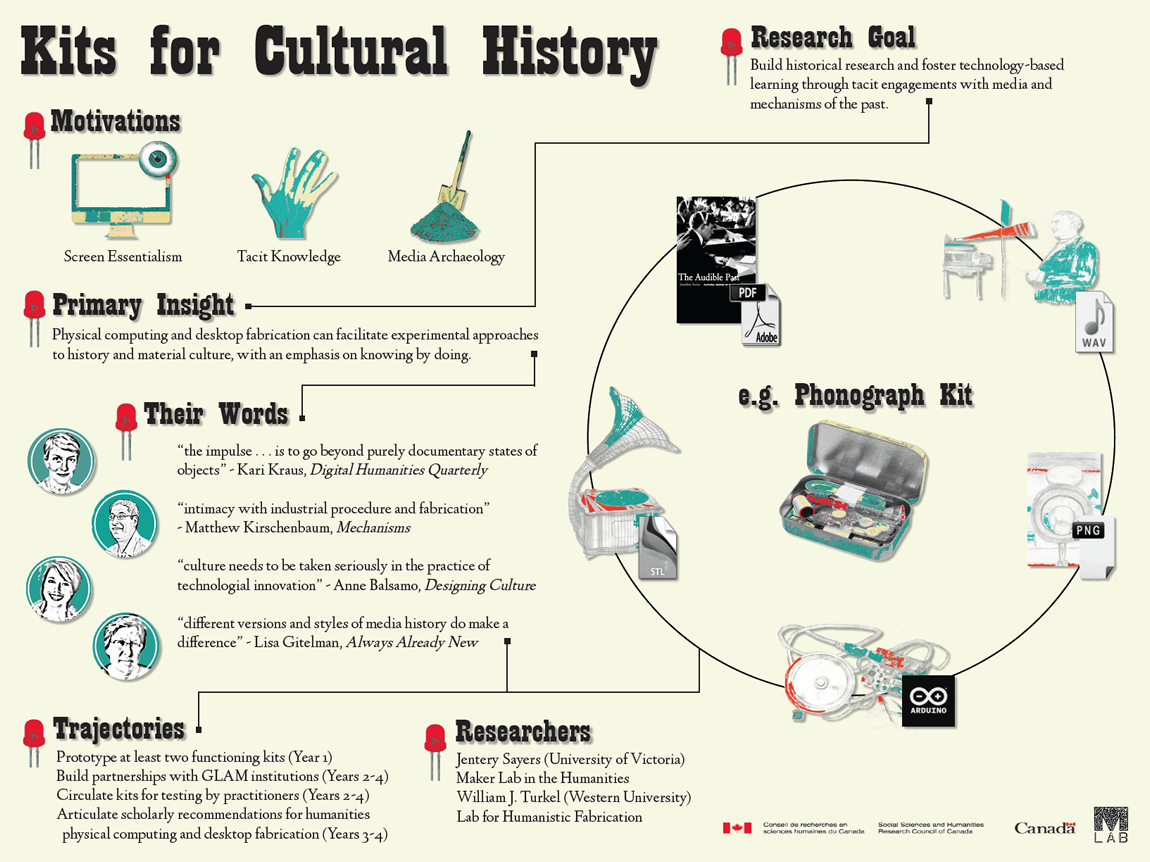 Kits for Cultural History
Research Goal
Build historical research and foster technology-based
learning through tacit engagements with media and
mechanisms of the past.
Motivations
Screen Essentialism
Tacit Knowledge
Media Archaeology
Primary Insight
Physical computing and desktop fabrication can facilitate experimental approaches
to history and material culture, with an emphasis on knowing by doing.
Their Words
“the impulse . . . is to go beyond purely documentary states of
objects” - Kari Kraus, Digital Humanities Quarterly
“intimacy with industrial procedure and fabrication”
- Matthew Kirschenbaum, Mechanisms
“culture needs to be taken seriously in the practice of
technologial innovation” - Anne Balsamo, Designing Culture
“different versions and styles of media history do make a
difference” - Lisa Gitelman, Always Already New
The Audible Past
PDF
Adobe
WAV
e.g. Phonograph Kit
STL
PNG
ARDUINO
Trajectories
Prototype at least two functioning kits (Year 1)
Build partnerships with GLAM institutions (Years 2-4)
Circulate kits for testing by practitioners (Years 2-4)
Articulate scholarly recommendations for humanities
physical computing and desktop fabrication (Years 3-4)
Researchers
Jentery Sayers (University of Victoria)
Maker Lab in the Humanities
William J. Turkel (Western University)
Lab for Humanistic Fabrication
Conseil de recherches en
sciences humaines du Canada
Social Sciences and Humanities
Research Council of Canada
Canada
M
LAB